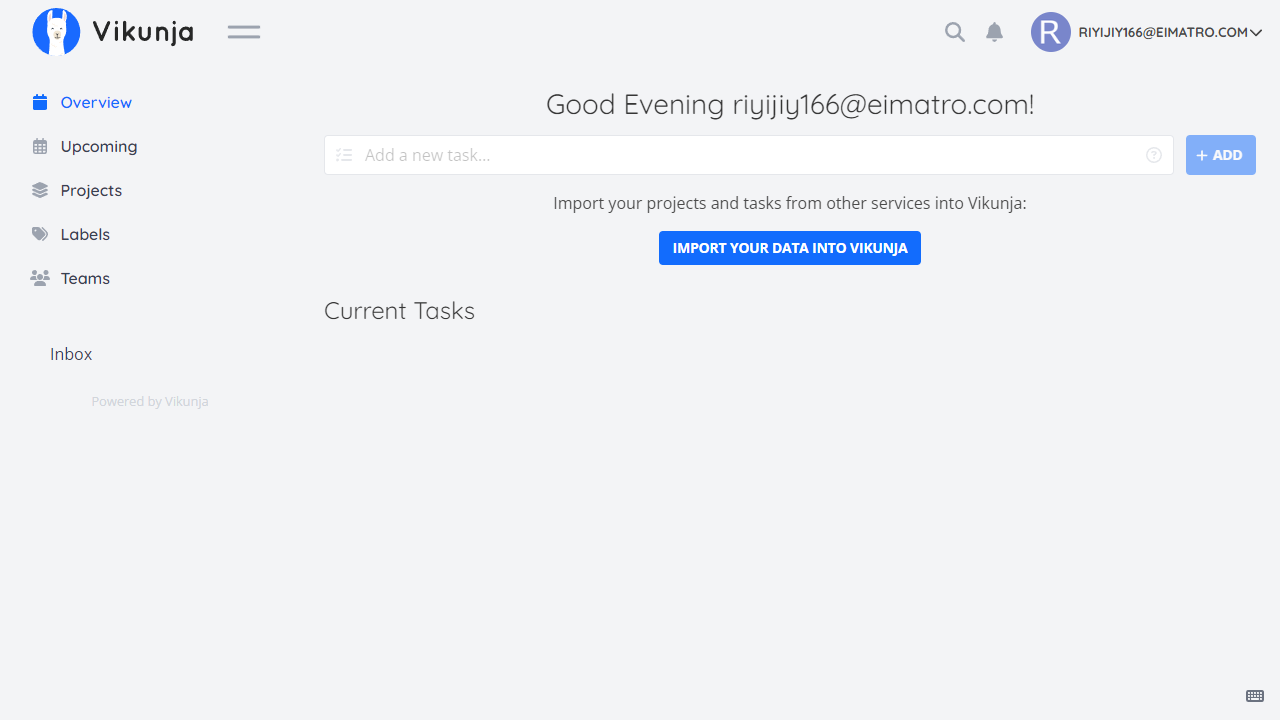 Vikunja
RIYIJIY166@EIMATRO.COM
Overview
Upcoming
Projects
Labels
Teams
Inbox
Powered by Vikunja
Good Evening riyijiy166@eimatro.com!
Add a new task...
ADD
Import your projects and tasks from other services into Vikunja:
IMPORT YOUR DATA INTO VIKUNJA
Current Tasks